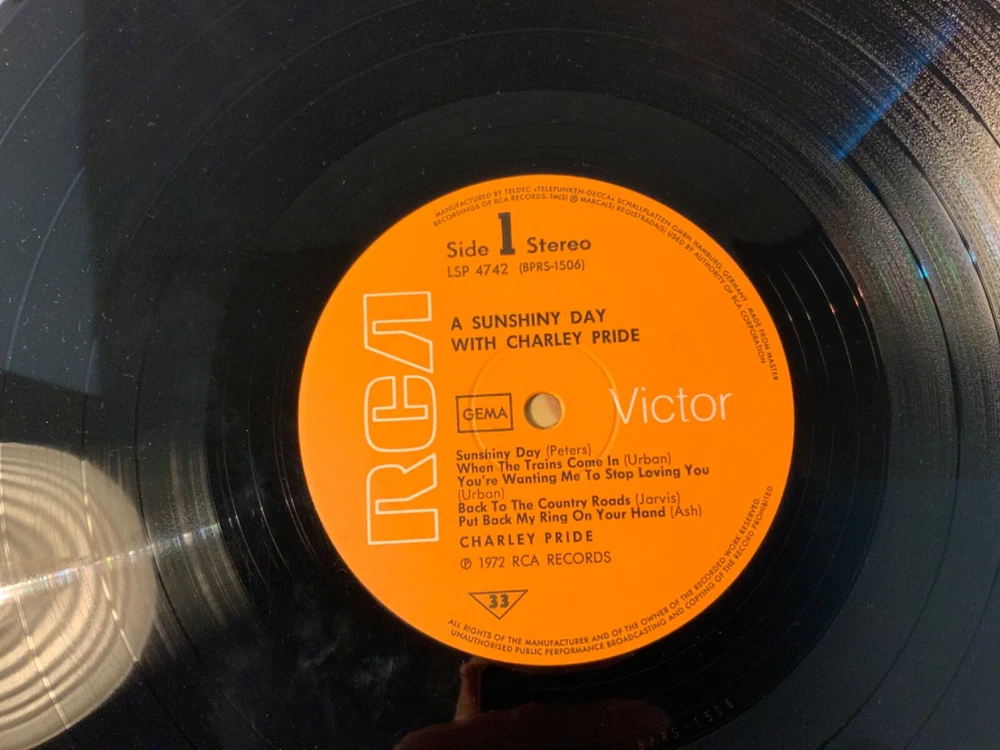 MANUFACTURED BY TELDEC »TELEFUNKEN-DECCA« SCHALLPLATTEN GMBH, HAMBURG, GERMANY. MADE FROM MASTER
RECORDINGS OF RCA RECORDS: TM(S) ® MARCA(S) REGISTRADA(S) USED BY AUTHORITY OF RCA CORPORATION
Side 1 Stereo
LSP 4742 (BPRS-1506)
A SUNSHINY DAY
WITH CHARLEY PRIDE
RCA
GEMA
Victor
Sunshiny Day (Peters)
When The Trains Come In (Urban)
You're Wanting Me To Stop Loving You
(Urban)
Back To The Country Roads (Jarvis)
Put Back My Ring On Your Hand (Ash)
CHARLEY PRIDE
℗ 1972 RCA RECORDS
33
ALL RIGHTS OF THE MANUFACTURER AND OF THE OWNER OF THE RECORDED WORK RESERVED.
UNAUTHORISED PUBLIC PERFORMANCE BROADCASTING AND COPYING OF THE RECORD PROHIBITED
BPRS-1506